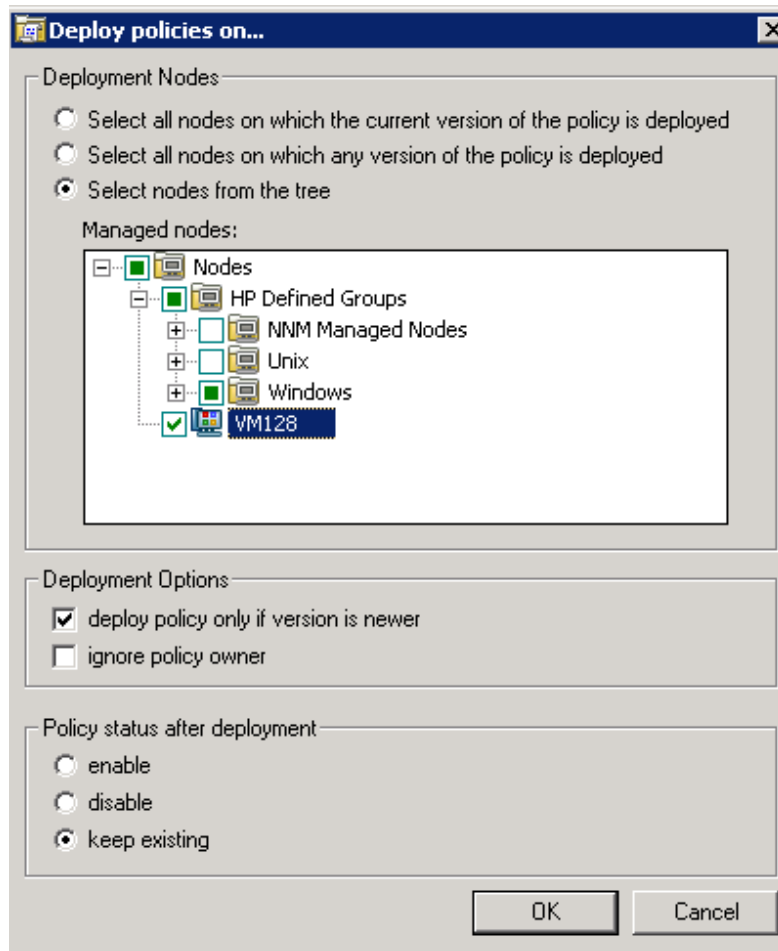 Deploy policies on...
Deployment Nodes
Select all nodes on which the current version of the policy is deployed
Select all nodes on which any version of the policy is deployed
Select nodes from the tree
Managed nodes:
Nodes
HP Defined Groups
NNM Managed Nodes
Unix
Windows
VM128
Deployment Options
deploy policy only if version is newer
ignore policy owner
Policy status after deployment
enable
disable
keep existing
OK Cancel